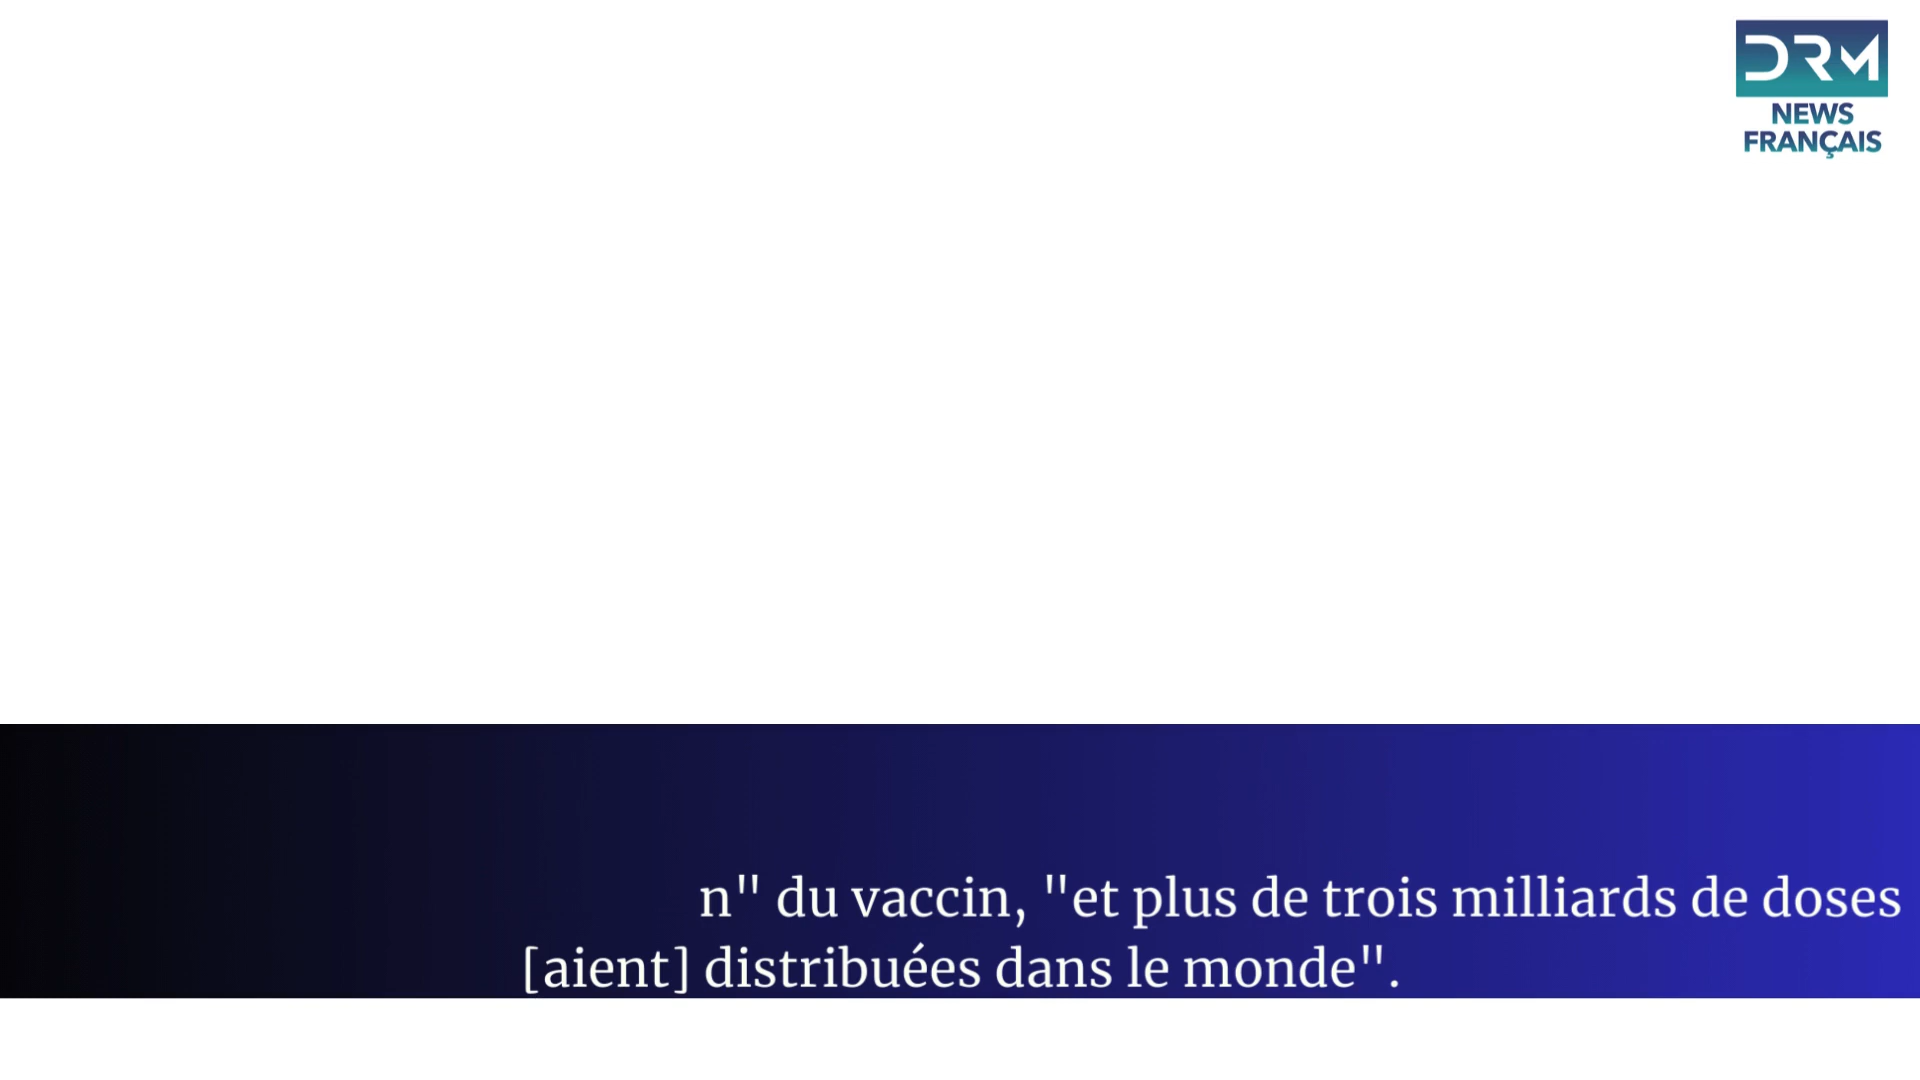 DRM
NEWS
FRANÇAIS
n" du vaccin, "et plus de trois milliards de doses
[aient] distribuées dans le monde".